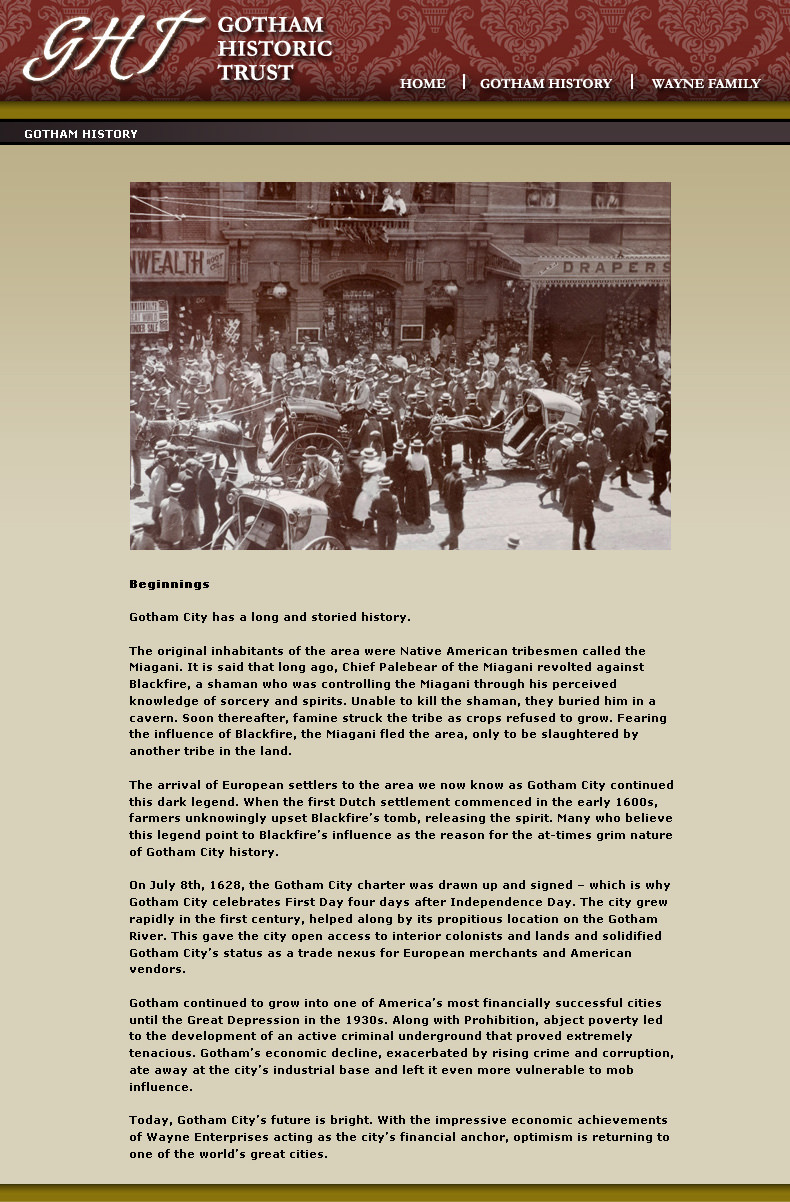 GHT
GOTHAM
HISTORIC
TRUST
HOME | GOTHAM HISTORY | WAYNE FAMILY
GOTHAM HISTORY
NWEALTH
ROOT
DRAPERS
UNDER SALE
Beginnings
Gotham City has a long and storied history.
The original inhabitants of the area were Native American tribesmen called the
Miagani. It is said that long ago, Chief Palebear of the Miagani revolted against
Blackfire, a shaman who was controlling the Miagani through his perceived
knowledge of sorcery and spirits. Unable to kill the shaman, they buried him in a
cavern. Soon thereafter, famine struck the tribe as crops refused to grow. Fearing
the influence of Blackfire, the Miagani fled the area, only to be slaughtered by
another tribe in the land.
The arrival of European settlers to the area we now know as Gotham City continued
this dark legend. When the first Dutch settlement commenced in the early 1600s,
farmers unknowingly upset Blackfire's tomb, releasing the spirit. Many who believe
this legend point to Blackfire's influence as the reason for the at-times grim nature
of Gotham City history.
On July 8th, 1628, the Gotham City charter was drawn up and signed – which is why
Gotham City celebrates First Day four days after Independence Day. The city grew
rapidly in the first century, helped along by its propitious location on the Gotham
River. This gave the city open access to interior colonists and lands and solidified
Gotham City's status as a trade nexus for European merchants and American
vendors.
Gotham continued to grow into one of America's most financially successful cities
until the Great Depression in the 1930s. Along with Prohibition, abject poverty led
to the development of an active criminal underground that proved extremely
tenacious. Gotham's economic decline, exacerbated by rising crime and corruption,
ate away at the city's industrial base and left it even more vulnerable to mob
influence.
Today, Gotham City's future is bright. With the impressive economic achievements
of Wayne Enterprises acting as the city's financial anchor, optimism is returning to
one of the world's great cities.